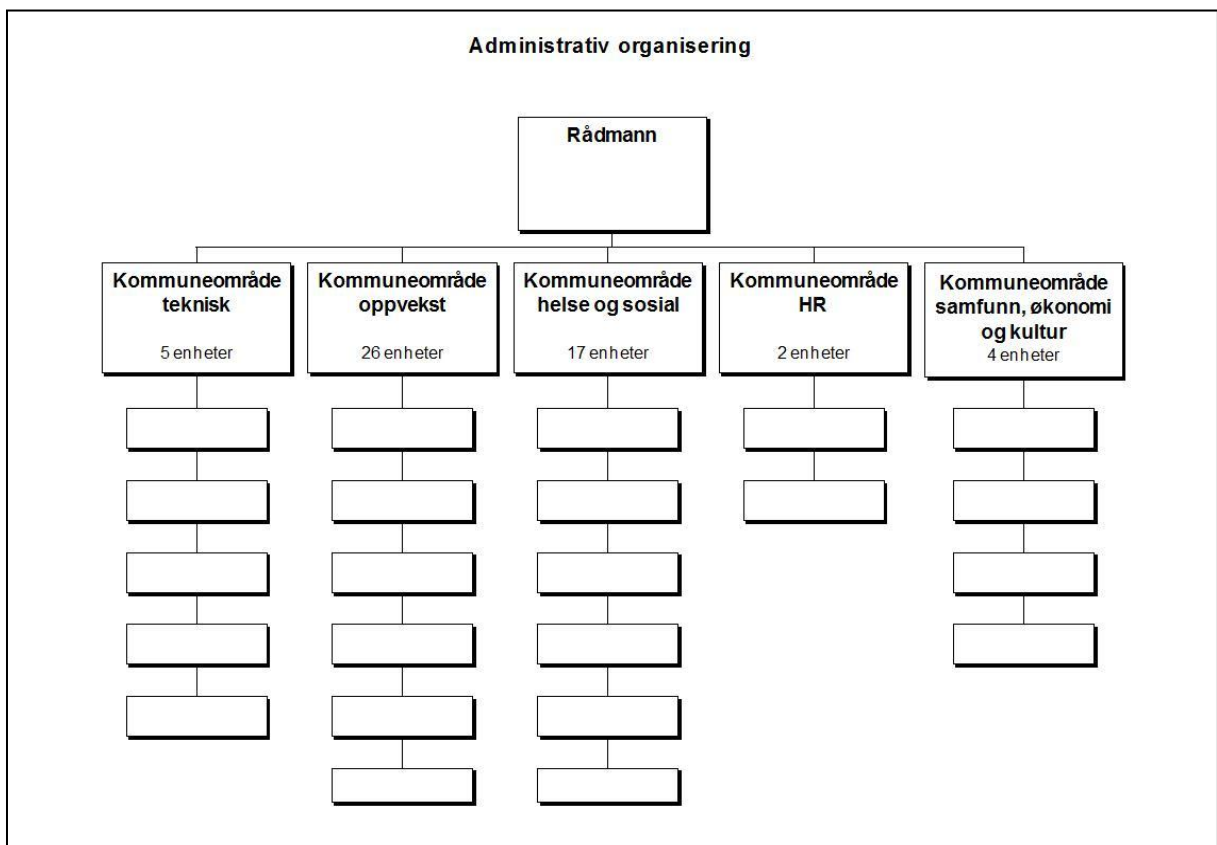 Administrativ organisering
Rådmann
Kommuneområde
teknisk
5 enheter
Kommuneområde
oppvekst
26 enheter
Kommuneområde
helse og sosial
17 enheter
Kommuneområde
HR
2 enheter
Kommuneområde
samfunn, økonomi
og kultur
4 enheter